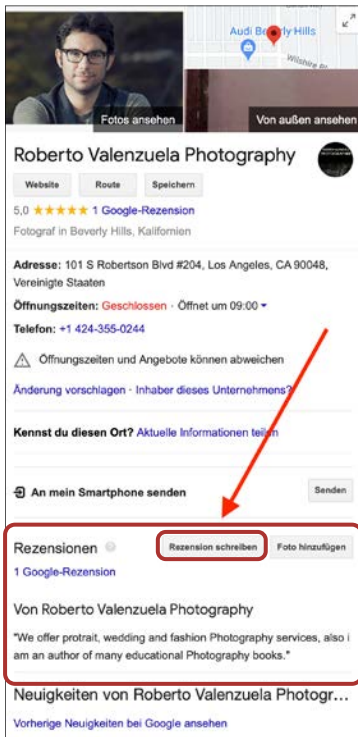 Audi Beverly Hills
Wilshire
Fotos ansehen
Von außen ansehen
Roberto Valenzuela Photography
Website
Route
Speichern
5,0 ★★★★★ 1 Google-Rezension
Fotograf in Beverly Hills, Kalifornien
Adresse: 101 S Robertson Blvd #204, Los Angeles, CA 90048,
Vereinigte Staaten
Öffnungszeiten: Geschlossen · Öffnet um 09:00
Telefon: +1 424-355-0244
Öffnungszeiten und Angebote können abweichen
Änderung vorschlagen · Inhaber dieses Unternehmens?
Kennst du diesen Ort? Aktuelle Informationen teilen
An mein Smartphone senden
Senden
Rezensionen
Rezension schreiben
Foto hinzufügen
1 Google-Rezension
Von Roberto Valenzuela Photography
"We offer protrait, wedding and fashion Photography services, also i
am an author of many educational Photography books."
Neuigkeiten von Roberto Valenzuela Photogr...
Vorherige Neuigkeiten bei Google ansehen